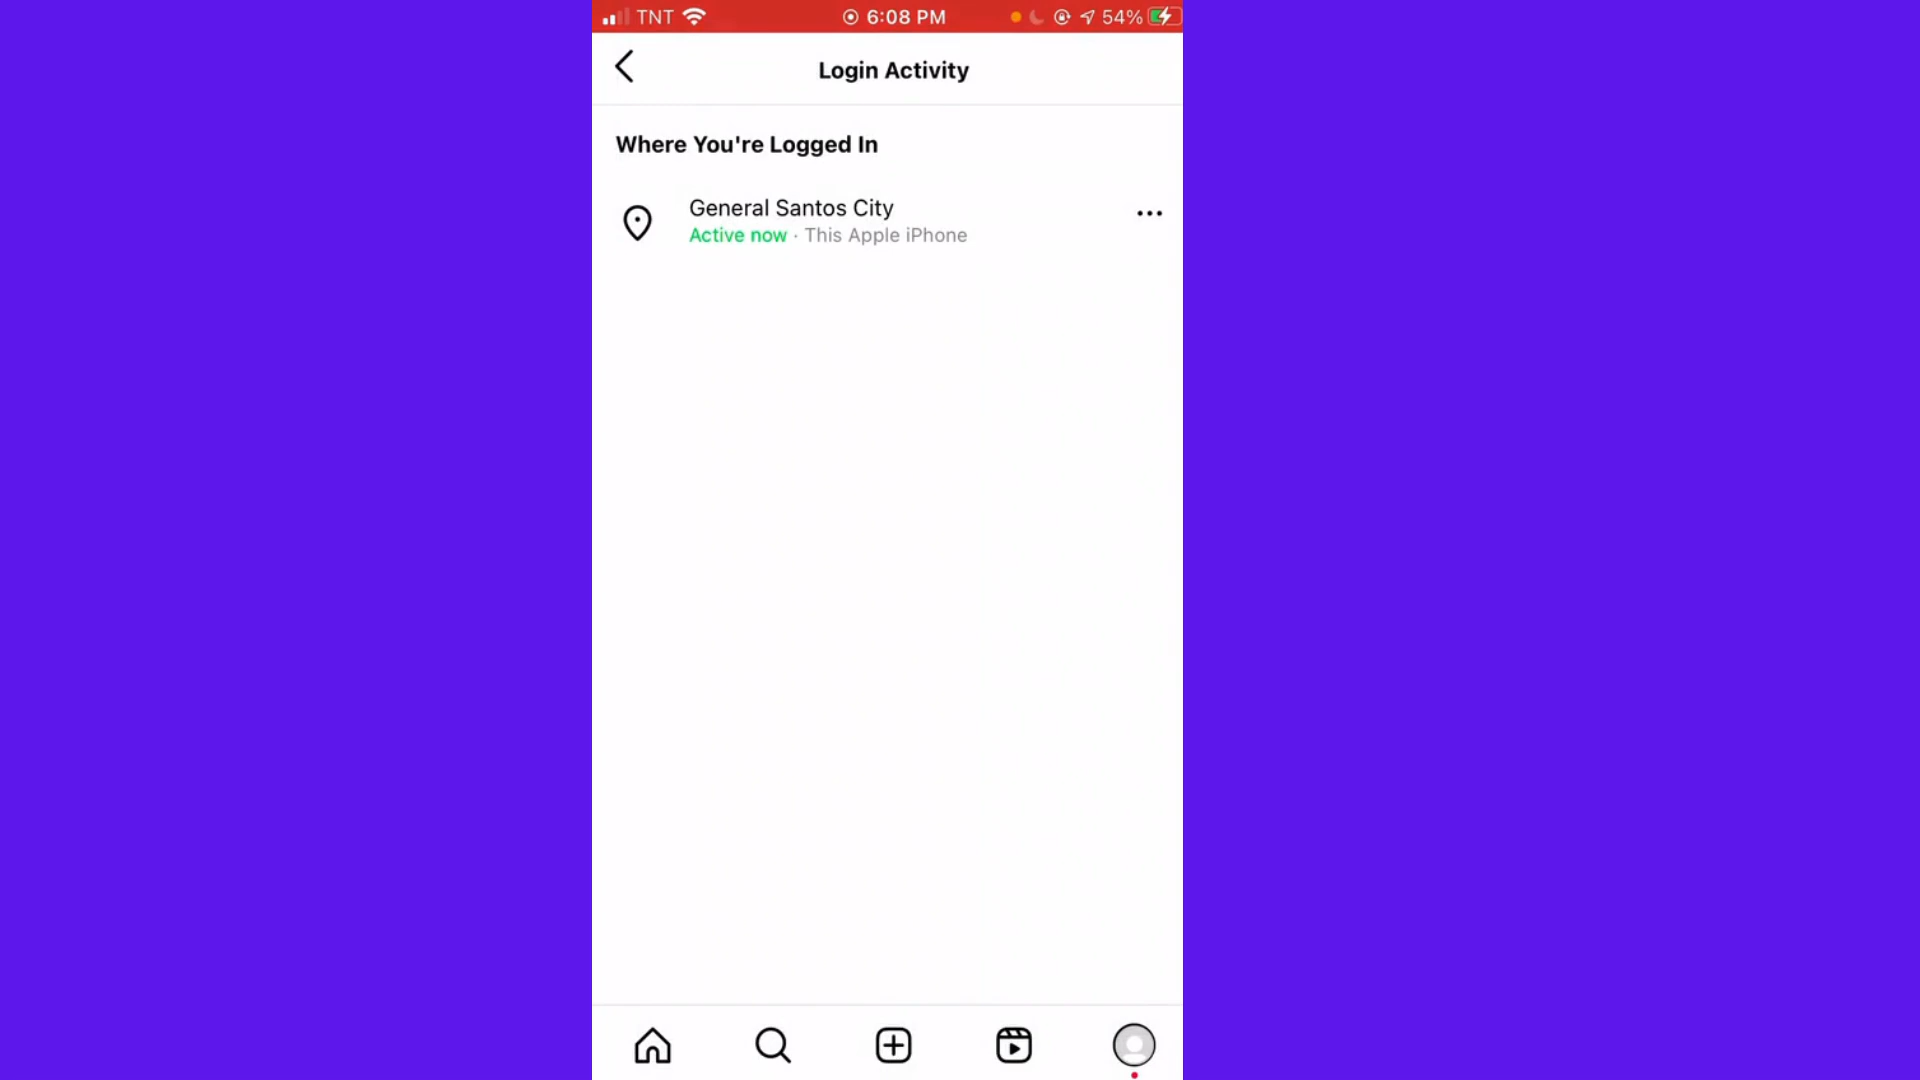 TNT 6:08 PM 54%
Login Activity
Where You're Logged In
General Santos City
Active now · This Apple iPhone